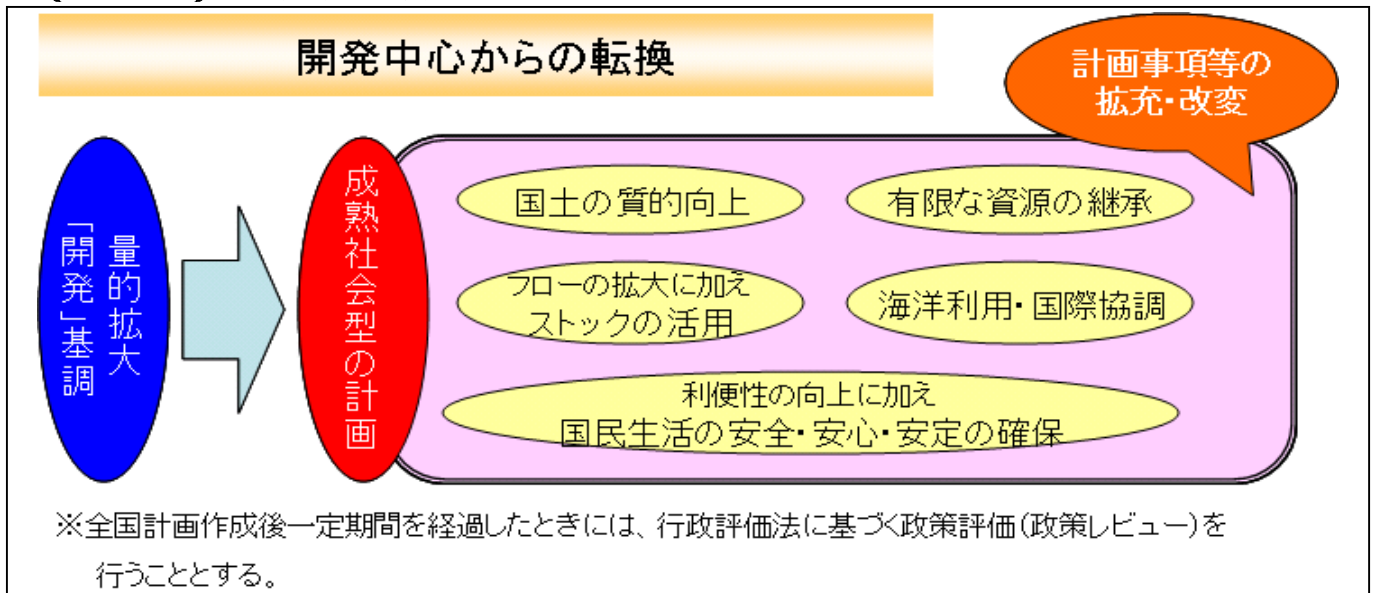 開発中心からの転換
計画事項等の
拡充・改変
量的拡大
「開発」基調
成熟社会型の計画
国土の質的向上
有限な資源の継承
フローの拡大に加え
ストックの活用
海洋利用・国際協調
利便性の向上に加え
国民生活の安全・安心・安定の確保
※全国計画作成後一定期間を経過したときには、行政評価法に基づく政策評価(政策レビュー)を
行うこととする。